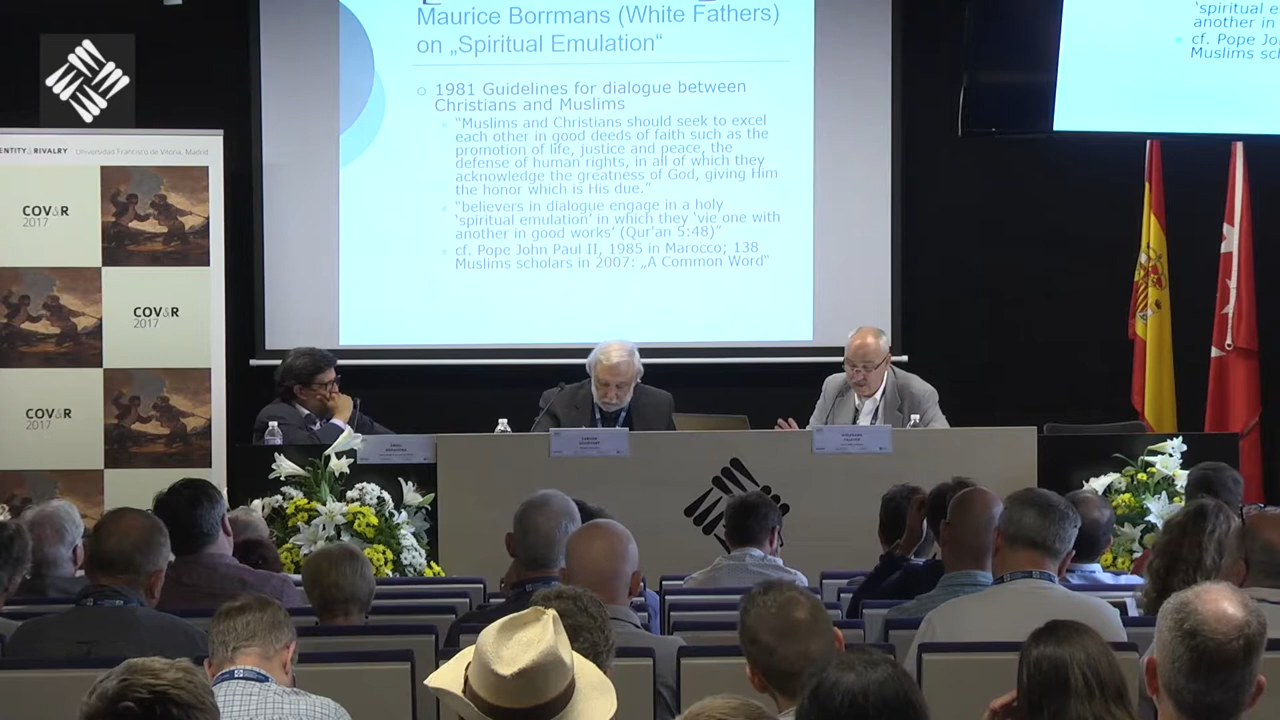 Maurice Borrmans (White Fathers)
on „Spiritual Emulation“
1981 Guidelines for dialogue between
Christians and Muslims
“Muslims and Christians should seek to excel
each other in good deeds of faith such as the
promotion of life, justice and peace, the
defense of human rights, in all of which they
acknowledge the greatness of God, giving Him
the honor which is His due.”
“believers in dialogue engage in a holy
‘spiritual emulation’ in which they ‘vie one with
another in good works’ (Qur’an 5:48)”
cf. Pope John Paul II, 1985 in Marocco; 138
Muslims scholars in 2007: „A Common Word“
‘spiritual e
another in
cf. Pope Jo
Muslims sc
ENTITY & RIVALRY Universidad Francisco de Vitoria. Madrid
COV&R
2017
COV&R
2017
COV&R
2017